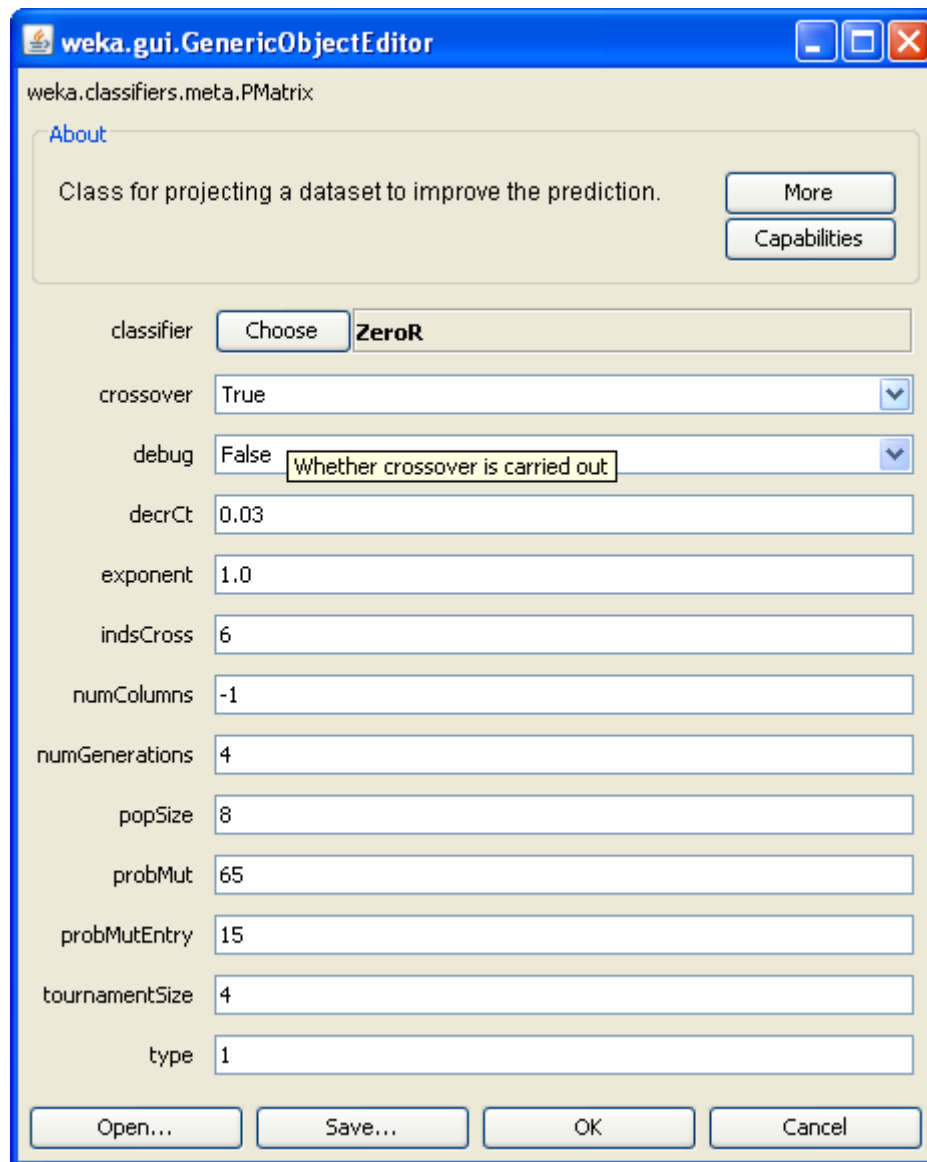 weka.gui.GenericObjectEditor
weka.classifiers.meta.PMatrix
About
Class for projecting a dataset to improve the prediction.
More
Capabilities
classifier Choose ZeroR
crossover True
debug False
Whether crossover is carried out
decrCt 0.03
exponent 1.0
indsCross 6
numColumns -1
numGenerations 4
popSize 8
probMut 65
probMutEntry 15
tournamentSize 4
type 1
Open... Save... OK Cancel